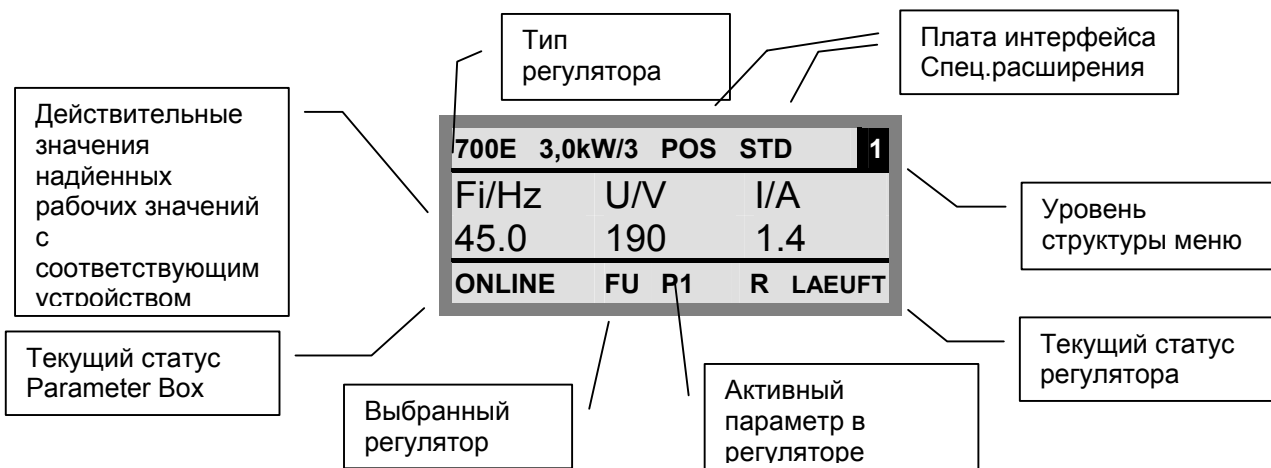 Тип
регулятора
Плата интерфейса
Спец.расширения
Действительные
значения
надйенных
рабочих значений
с
соответствующим
устройством
700E 3,0kW/3 POS STD 1
Fi/Hz U/V I/A
45.0 190 1.4
ONLINE FU P1 R LAEUFT
Уровень
структуры меню
Текущий статус
Parameter Box
Выбранный
регулятор
Активный
параметр в
регуляторе
Текущий статус
регулятора